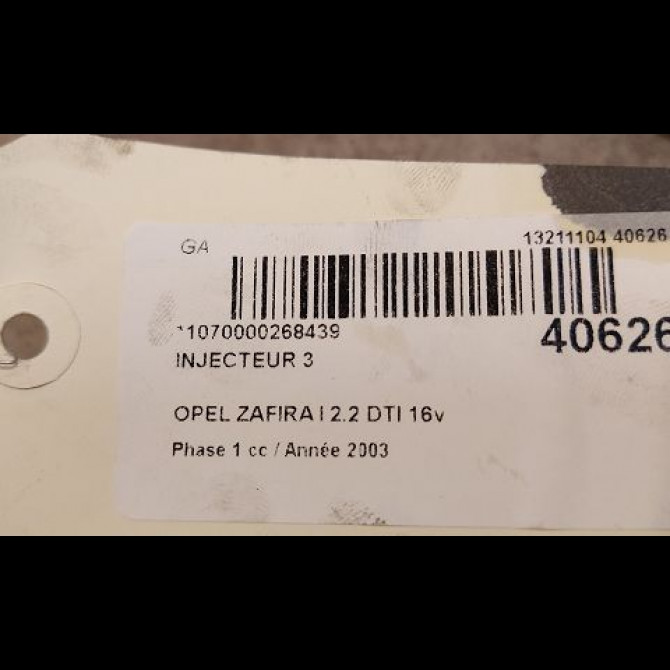 GA
13211104 40626
*1070000268439
40626
INJECTEUR 3
OPEL ZAFIRA I 2.2 DTI 16v
Phase 1 cc / Année 2003